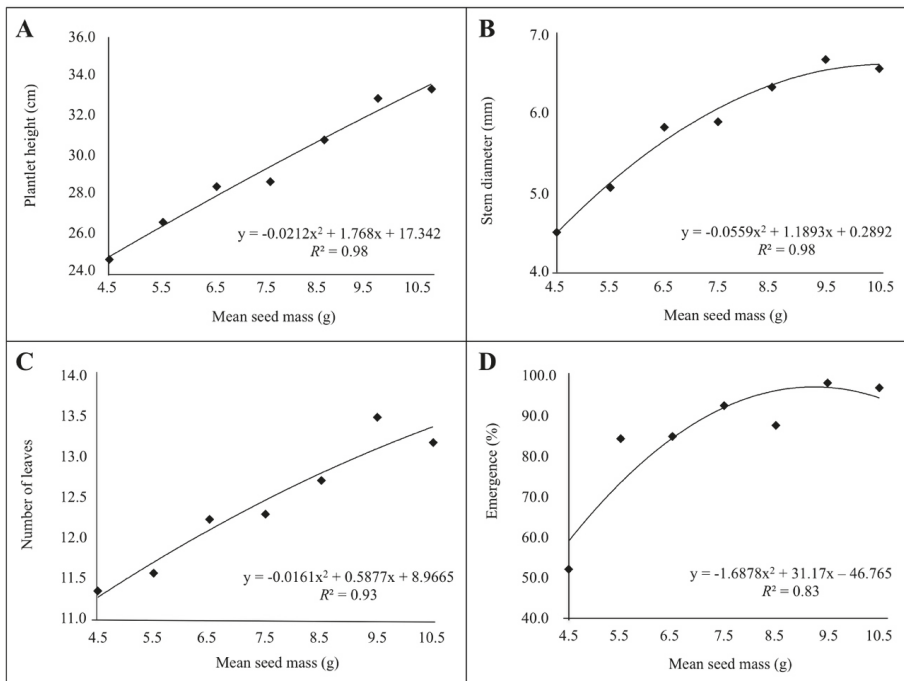 A
36.0
34.0
32.0
30.0
28.0
26.0
24.0
Plantlet height (cm)
y = -0.0212x² + 1.768x + 17.342
R² = 0.98
4.5 5.5 6.5 7.5 8.5 9.5 10.5
Mean seed mass (g)
B
7.0
6.0
5.0
4.0
Stem diameter (mm)
y = -0.0559x² + 1.1893x + 0.2892
R² = 0.98
4.5 5.5 6.5 7.5 8.5 9.5 10.5
Mean seed mass (g)
C
14.0
13.5
13.0
12.5
12.0
11.5
11.0
Number of leaves
y = -0.0161x² + 0.5877x + 8.9665
R² = 0.93
4.5 5.5 6.5 7.5 8.5 9.5 10.5
Mean seed mass (g)
D
100.0
90.0
80.0
70.0
60.0
50.0
40.0
Emergence (%)
y = -1.6878x² + 31.17x – 46.765
R² = 0.83
4.5 5.5 6.5 7.5 8.5 9.5 10.5
Mean seed mass (g)